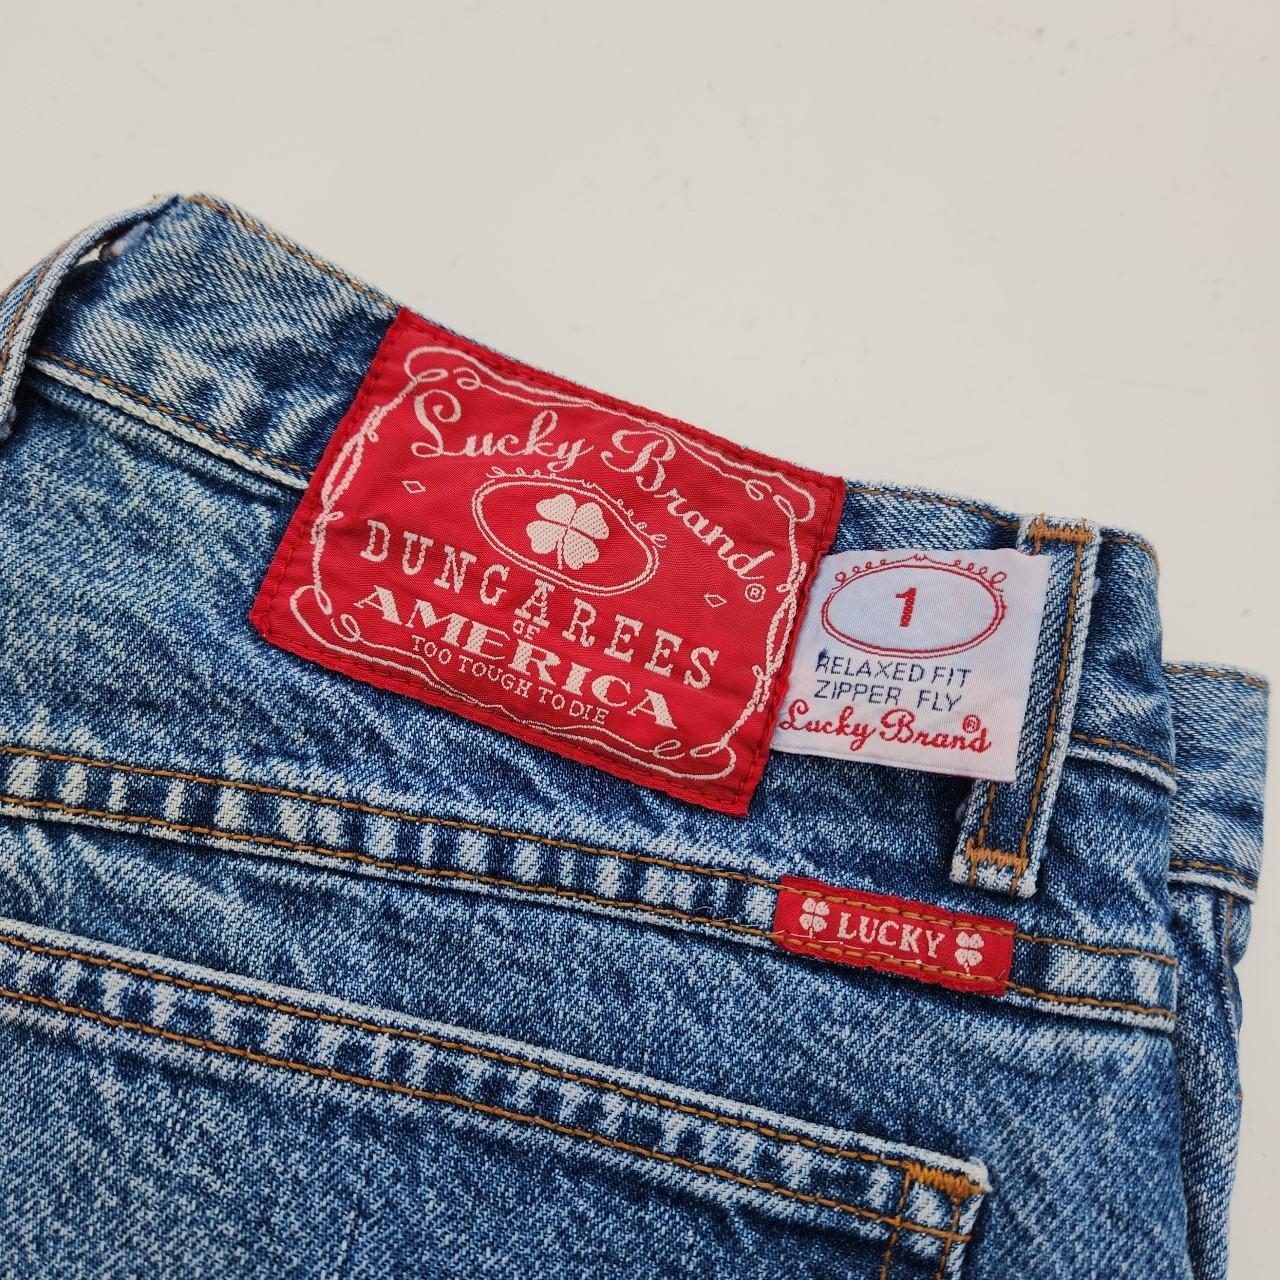 Lucky Brand®
DUNGAREES
OF
AMERICA
TOO TOUGH TO DIE
1
RELAXED FIT
ZIPPER FLY
Lucky Brand®
LUCKY